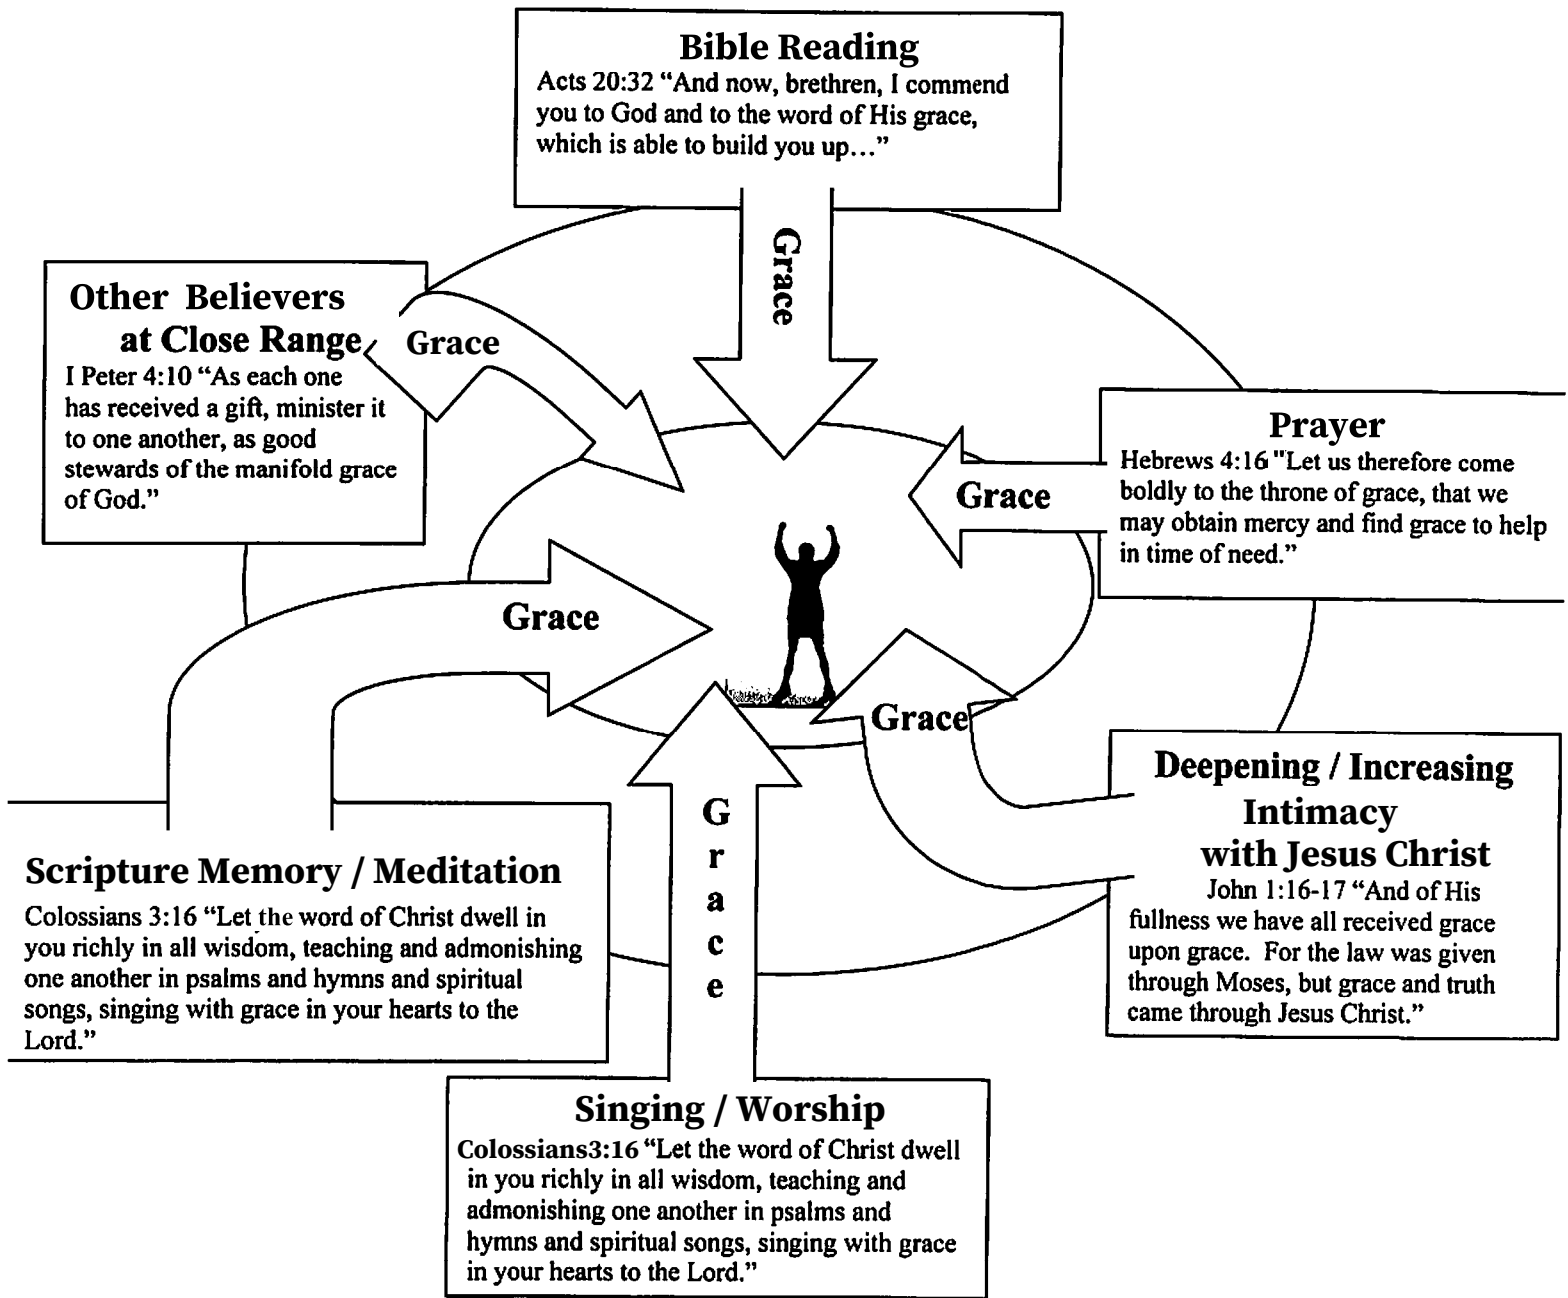 Bible Reading
Acts 20:32 “And now, brethren, I commend
you to God and to the word of His grace,
which is able to build you up…”
Grace
Other Believers
at Close Range
I Peter 4:10 “As each one
has received a gift, minister it
to one another, as good
stewards of the manifold grace
of God.”
Grace
Prayer
Hebrews 4:16 "Let us therefore come
boldly to the throne of grace, that we
may obtain mercy and find grace to help
in time of need.”
Grace
Grace
Scripture Memory / Meditation
Colossians 3:16 “Let the word of Christ dwell in
you richly in all wisdom, teaching and admonishing
one another in psalms and hymns and spiritual
songs, singing with grace in your hearts to the
Lord.”
Grace
Deepening / Increasing
Intimacy
with Jesus Christ
John 1:16-17 “And of His
fullness we have all received grace
upon grace.  For the law was given
through Moses, but grace and truth
came through Jesus Christ.”
Grace
Singing / Worship
Colossians3:16 “Let the word of Christ dwell
in you richly in all wisdom, teaching and
admonishing one another in psalms and
hymns and spiritual songs, singing with grace
in your hearts to the Lord.”